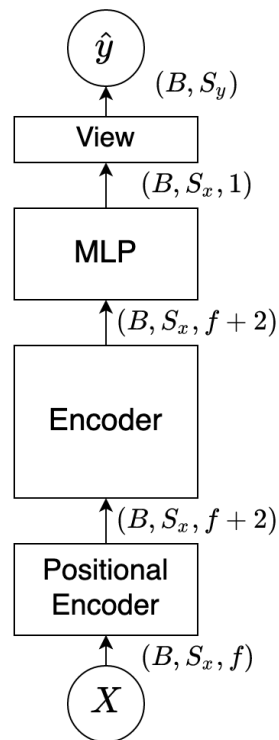 ŷ
(B, S_y)
View
(B, S_x, 1)
MLP
(B, S_x, f + 2)
Encoder
(B, S_x, f + 2)
Positional
Encoder
(B, S_x, f)
X